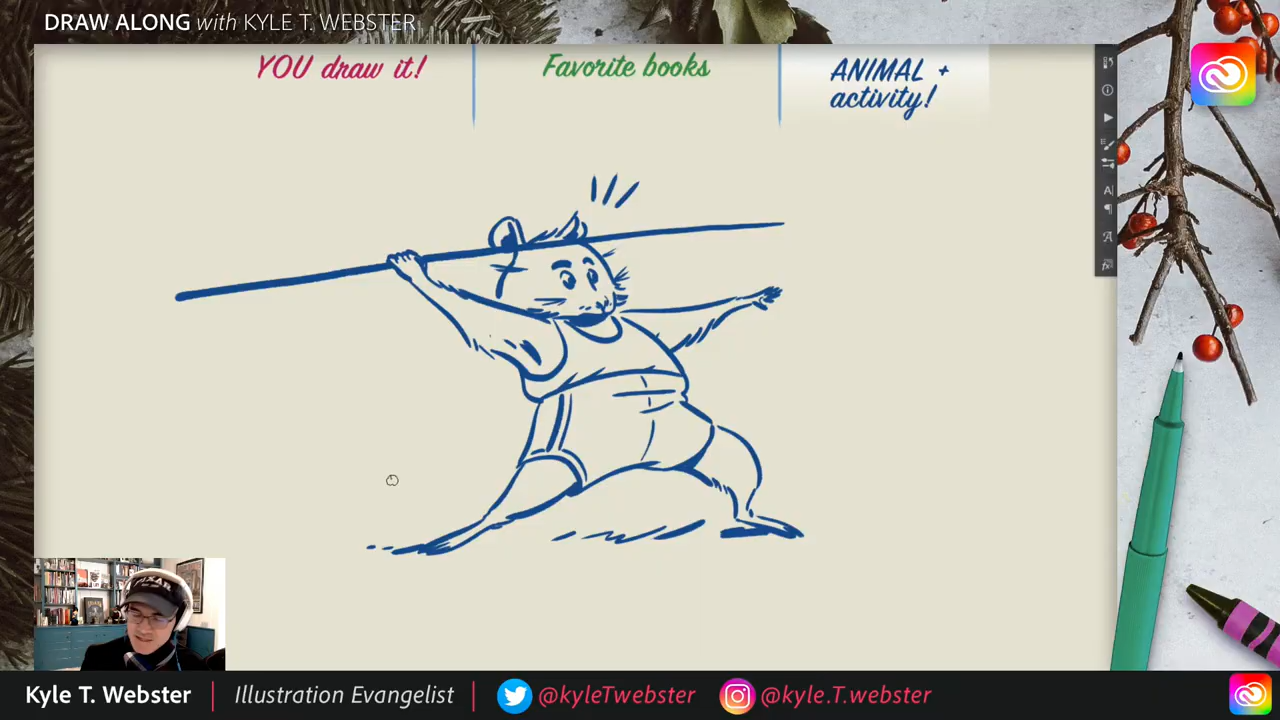 DRAW ALONG with KYLE T. WEBSTER
YOU draw it!
Favorite books
ANIMAL +
activity!
PIXAR
Kyle T. Webster
Illustration Evangelist
@kyleTwebster
@kyle.T.webster